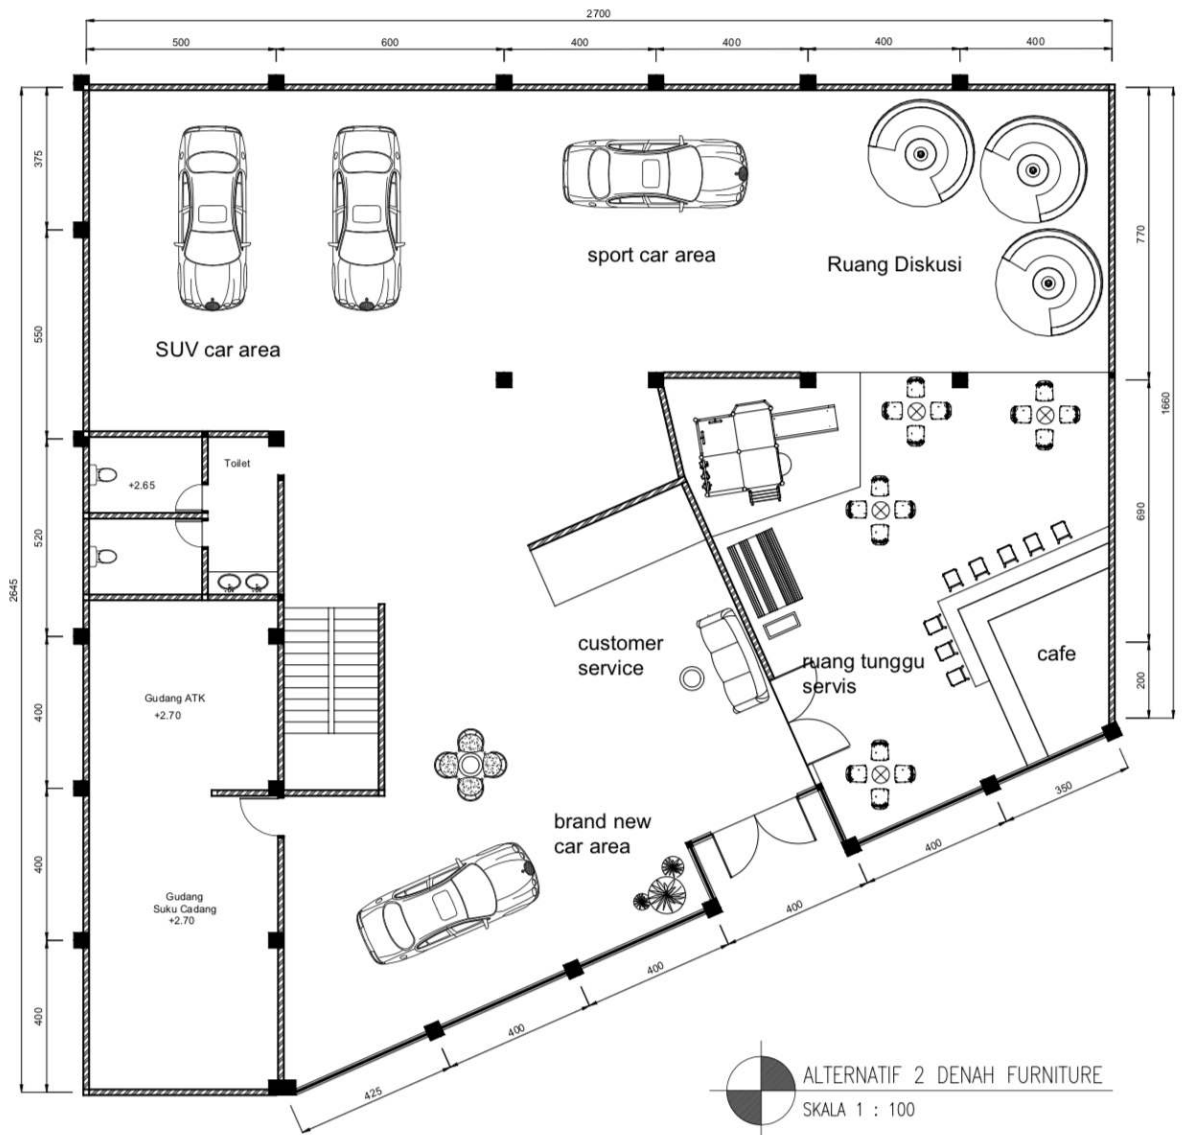 2700
500
600
400
400
400
400
375
550
520
400
400
400
2645
770
690
200
1660
sport car area
Ruang Diskusi
SUV car area
Toilet
+2.65
customer
service
ruang tunggu
servis
cafe
Gudang ATK
+2.70
brand new
car area
Gudang
Suku Cadang
+2.70
350
400
400
400
400
425
ALTERNATIF 2 DENAH FURNITURE
SKALA 1 : 100